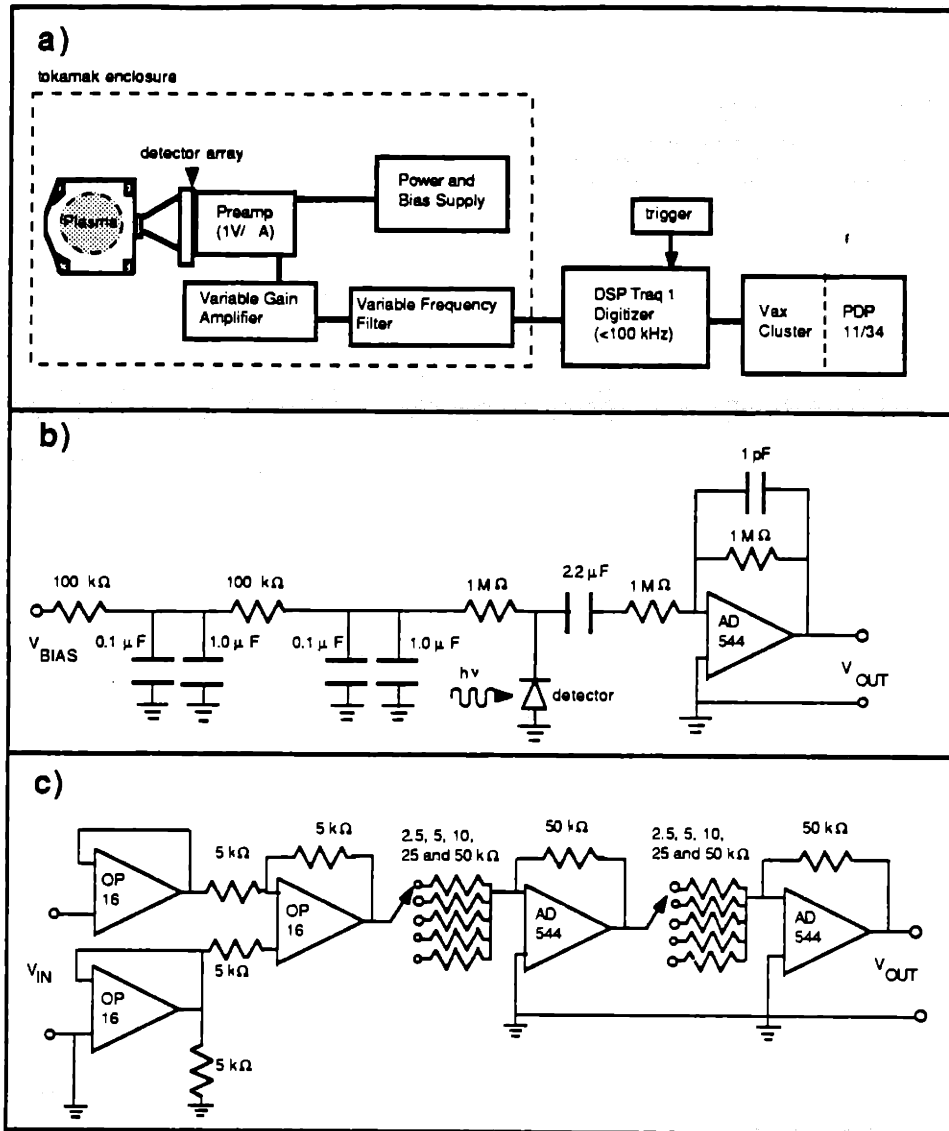 a)
tokamak enclosure
detector array
Plasma
Preamp
(1V/ A)
Power and
Bias Supply
trigger
Variable Gain
Amplifier
Variable Frequency
Filter
DSP Traq 1
Digitizer
(<100 kHz)
Vax
Cluster
PDP
11/34
b)
1 pF
1 MΩ
100 kΩ
100 kΩ
1 MΩ
2.2 μF
1 MΩ
V BIAS
0.1 μ F
1.0 μ F
0.1 μ F
1.0 μ F
hν
detector
AD
544
V OUT
c)
5 kΩ
5 kΩ
2.5, 5, 10,
25 and 50 kΩ
50 kΩ
2.5, 5, 10,
25 and 50 kΩ
50 kΩ
OP
16
OP
16
AD
544
AD
544
V IN
OP
16
5 kΩ
5 kΩ
V OUT